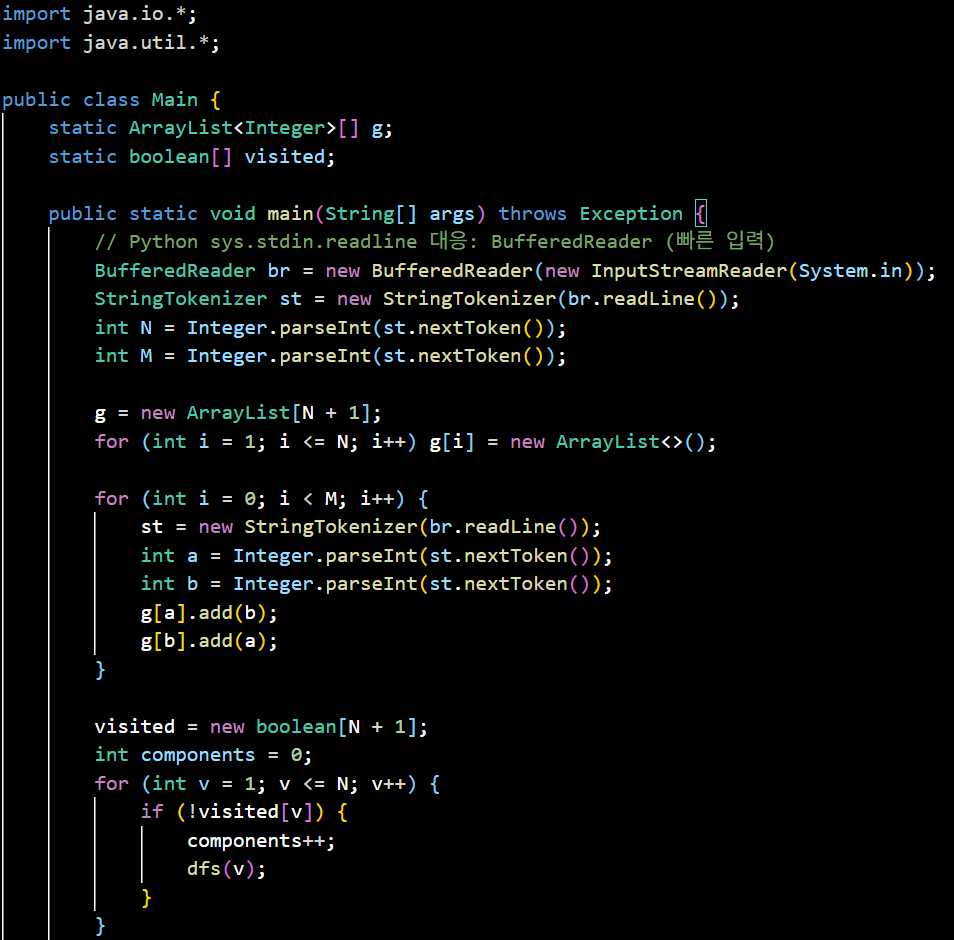 import java.io.*;
import java.util.*;

public class Main {
    static ArrayList<Integer>[] g;
    static boolean[] visited;

    public static void main(String[] args) throws Exception {
        // Python sys.stdin.readline 대응: BufferedReader (빠른 입력)
        BufferedReader br = new BufferedReader(new InputStreamReader(System.in));
        StringTokenizer st = new StringTokenizer(br.readLine());
        int N = Integer.parseInt(st.nextToken());
        int M = Integer.parseInt(st.nextToken());

        g = new ArrayList[N + 1];
        for (int i = 1; i <= N; i++) g[i] = new ArrayList<>();

        for (int i = 0; i < M; i++) {
            st = new StringTokenizer(br.readLine());
            int a = Integer.parseInt(st.nextToken());
            int b = Integer.parseInt(st.nextToken());
            g[a].add(b);
            g[b].add(a);
        }

        visited = new boolean[N + 1];
        int components = 0;
        for (int v = 1; v <= N; v++) {
            if (!visited[v]) {
                components++;
                dfs(v);
            }
        }